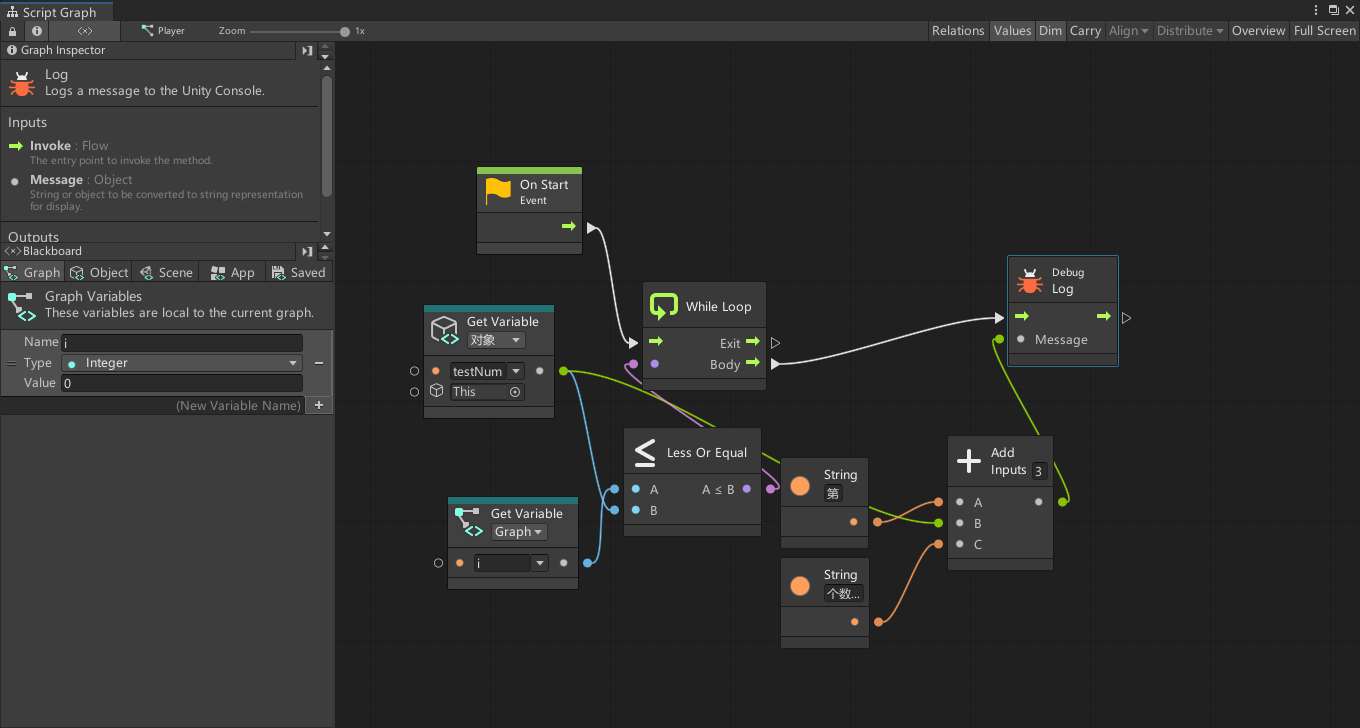 Script Graph
Player
Zoom
1x
Relations
Values
Dim
Carry
Align
Distribute
Overview
Full Screen
Graph Inspector
Log
Logs a message to the Unity Console.
Inputs
Invoke : Flow
The entry point to invoke the method.
Message : Object
String or object to be converted to string representation
for display.
Outputs
Blackboard
Graph
Object
Scene
App
Saved
Graph Variables
These variables are local to the current graph.
Name i
Type Integer
Value 0
(New Variable Name)
On Start
Event
Get Variable
对象
testNum
This
Get Variable
Graph
i
While Loop
Exit
Body
Less Or Equal
A
A ≤ B
B
String
第
String
个数...
Add
Inputs 3
A
B
C
Debug
Log
Message